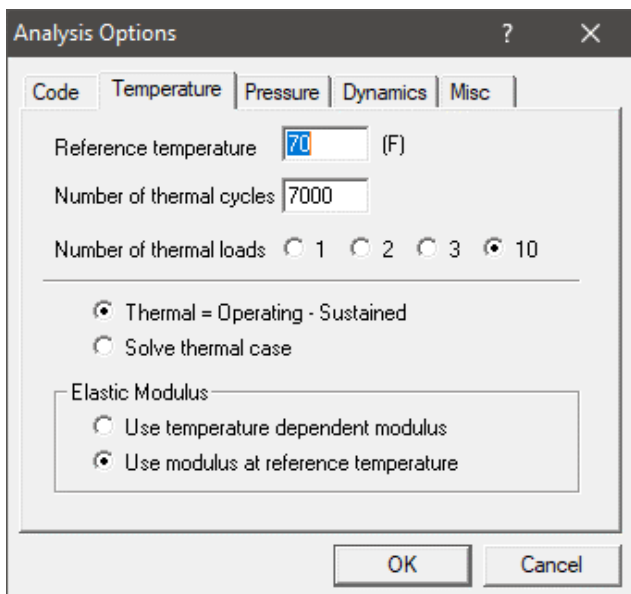 Analysis Options ?
Code Temperature Pressure Dynamics Misc
Reference temperature 70 (F)
Number of thermal cycles 7000
Number of thermal loads 1 2 3 10
Thermal = Operating - Sustained
Solve thermal case
Elastic Modulus
Use temperature dependent modulus
Use modulus at reference temperature
OK Cancel